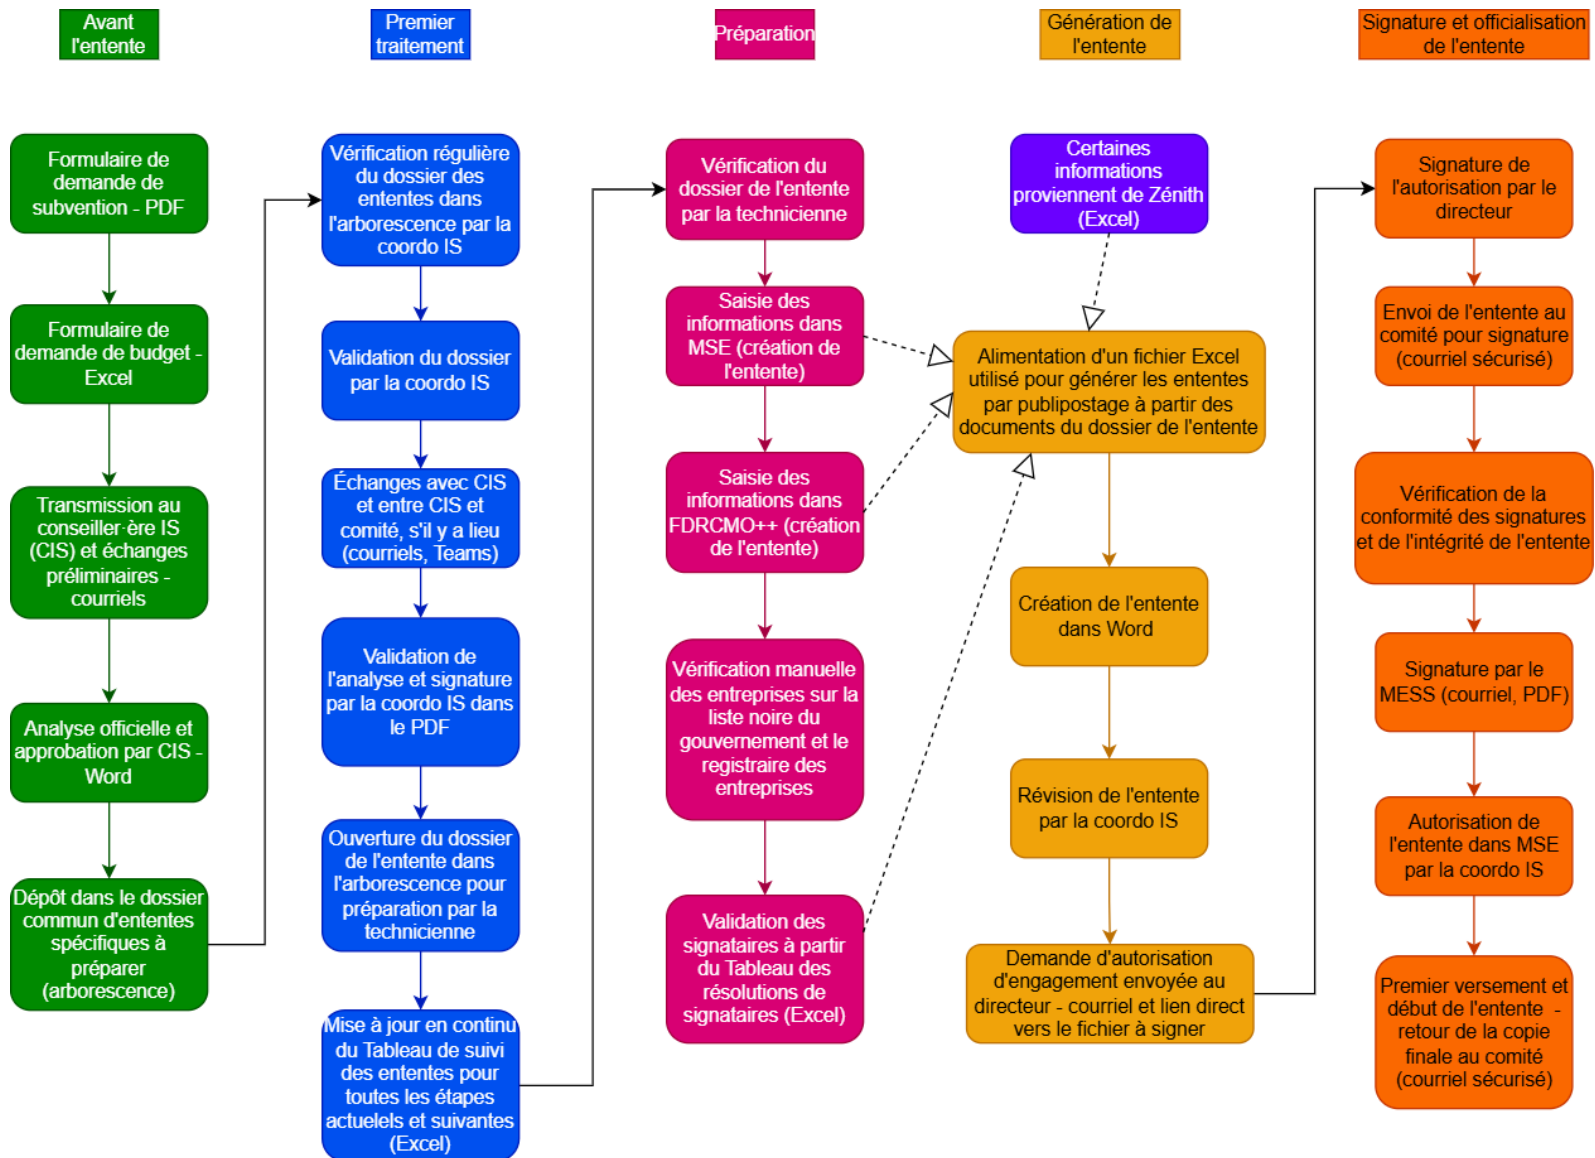 Avant
l'entente
Premier
traitement
Préparation
Génération de
l'entente
Signature et officialisation
de l'entente
Formulaire de
demande de
subvention - PDF
Formulaire de
demande de budget -
Excel
Transmission au
conseiller·ère IS
(CIS) et échanges
préliminaires -
courriels
Analyse officielle et
approbation par CIS -
Word
Dépôt dans le dossier
commun d'ententes
spécifiques à
préparer
(arborescence)
Vérification régulière
du dossier des
ententes dans
l'arborescence par la
coordo IS
Validation du dossier
par la coordo IS
Échanges avec CIS
et entre CIS et
comité, s'il y a lieu
(courriels, Teams)
Validation de
l'analyse et signature
par la coordo IS dans
le PDF
Ouverture du dossier
de l'entente dans
l'arborescence pour
préparation par la
technicienne
Mise à jour en continu
du Tableau de suivi
des ententes pour
toutes les étapes
actuelels et suivantes
(Excel)
Vérification du
dossier de l'entente
par la technicienne
Saisie des
informations dans
MSE (création de
l'entente)
Saisie des
informations dans
FDRCMO++ (création
de l'entente)
Vérification manuelle
des entreprises sur la
liste noire du
gouvernement et le
registraire des
entreprises
Validation des
signataires à partir
du Tableau des
résolutions de
signataires (Excel)
Certaines
informations
proviennent de Zénith
(Excel)
Alimentation d'un fichier Excel
utilisé pour générer les ententes
par publipostage à partir des
documents du dossier de l'entente
Création de l'entente
dans Word
Révision de l'entente
par la coordo IS
Demande d'autorisation
d'engagement envoyée au
directeur - courriel et lien direct
vers le fichier à signer
Signature de
l'autorisation par le
directeur
Envoi de l'entente au
comité pour signature
(courriel sécurisé)
Vérification de la
conformité des signatures
et de l'intégrité de l'entente
Signature par le
MESS (courriel, PDF)
Autorisation de
l'entente dans MSE
par la coordo IS
Premier versement et
début de l'entente -
retour de la copie
finale au comité
(courriel sécurisé)